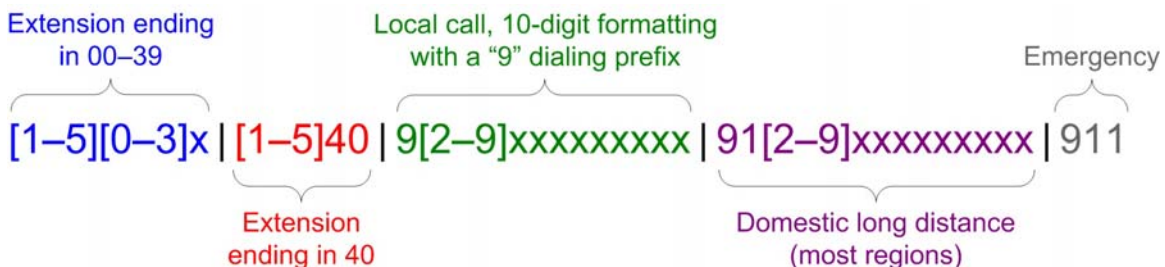 Extension ending
in 00–39
Local call, 10-digit formatting
with a “9” dialing prefix
Emergency
[1–5][0–3]x | [1–5]40 | 9[2–9]xxxxxxxxx | 91[2–9]xxxxxxxxx | 911
Extension
ending in 40
Domestic long distance
(most regions)